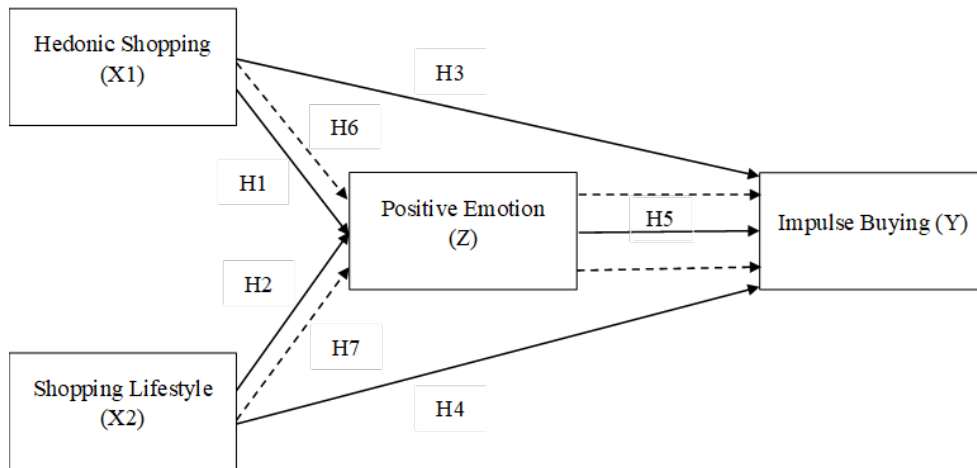 Hedonic Shopping
(X1)
H3
H6
H1
Positive Emotion
(Z)
H5
Impulse Buying (Y)
H2
H7
Shopping Lifestyle
(X2)
H4